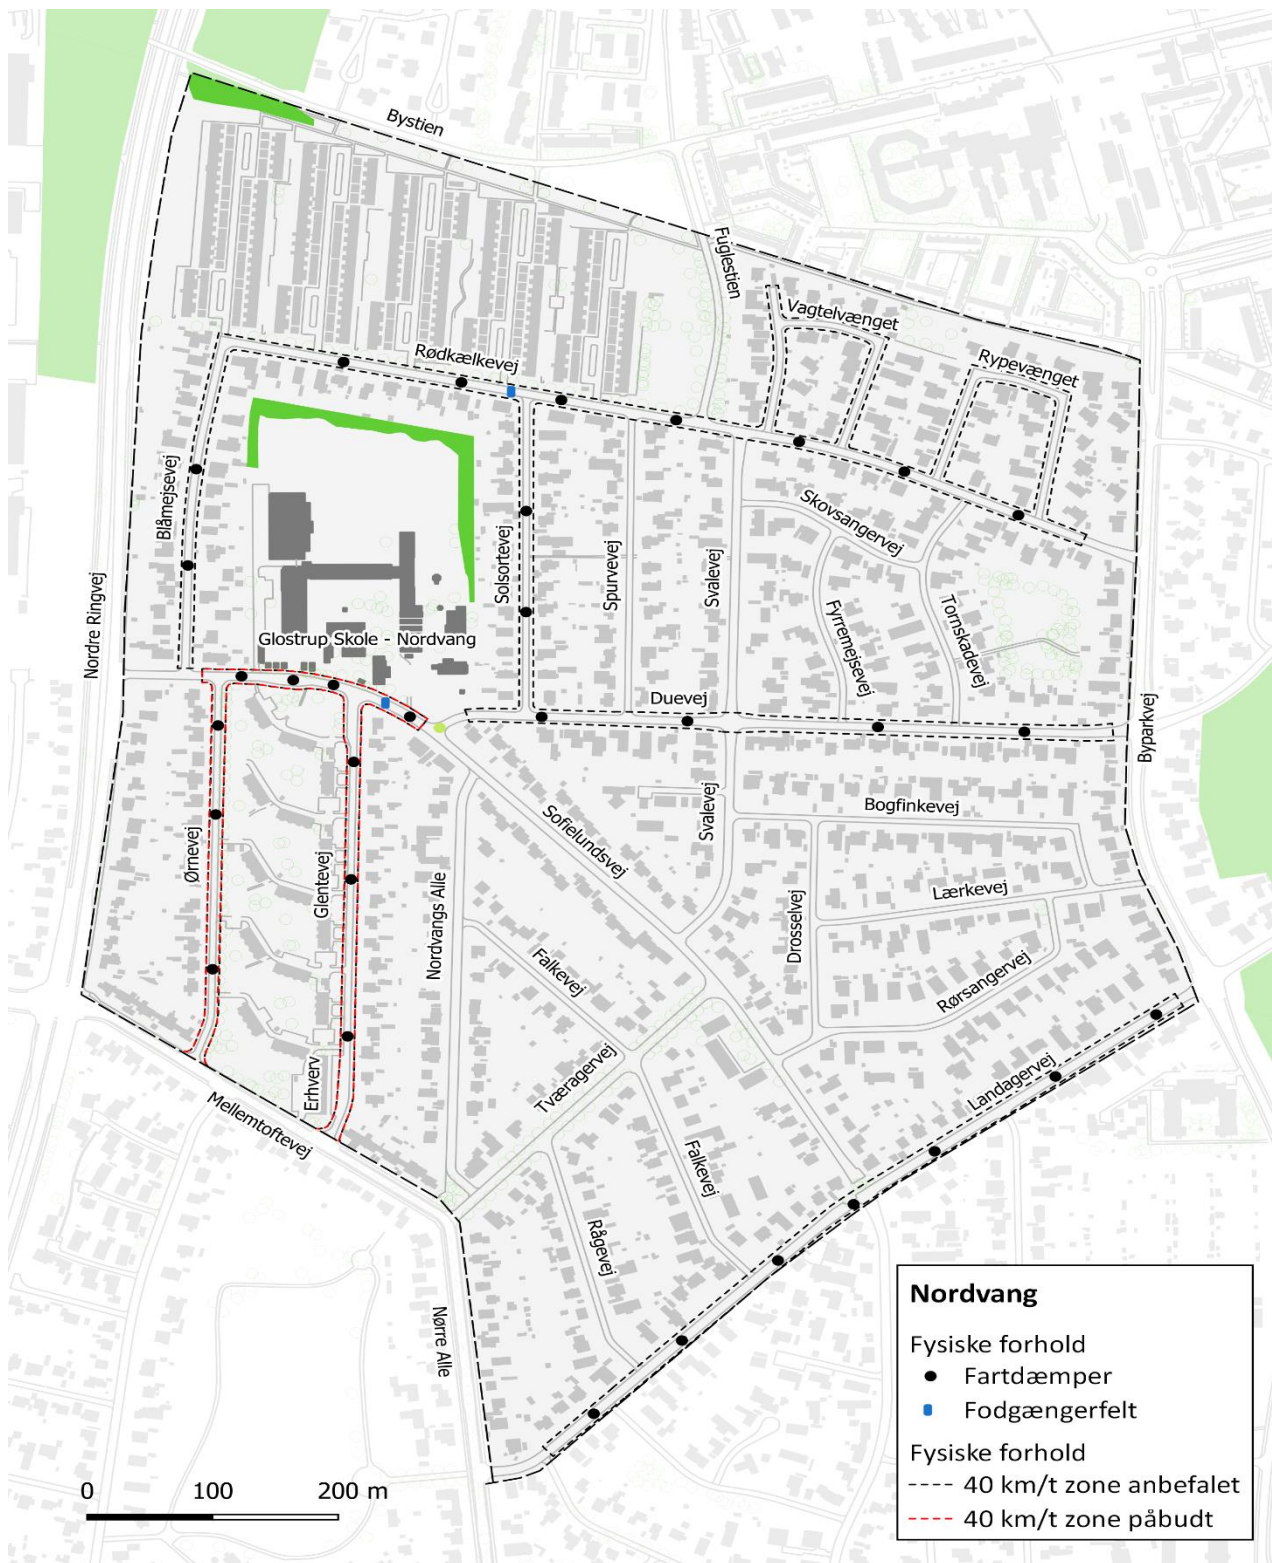 Bystien
Fuglestien
Vagtelvænget
Rypevænget
Rødkælkevej
Blåmejsevej
Skovsangervej
Solsortevej
Spurvevej
Svalevej
Fyrremejsevej
Tornskadevej
Nordre Ringvej
Glostrup Skole - Nordvang
Duevej
Byparkvej
Svalevej
Bogfinkevej
Sofielundsvej
Ørnevej
Glentevej
Nordvangs Alle
Lærkevej
Drosselvej
Falkevej
Rørsangervej
Erhverv
Tværagervej
Landagervej
Mellemtoftevej
Falkevej
Rågevej
Nørre Alle
Nordvang
Fysiske forhold
Fartdæmper
Fodgængerfelt
Fysiske forhold
40 km/t zone anbefalet
40 km/t zone påbudt
0 100 200 m